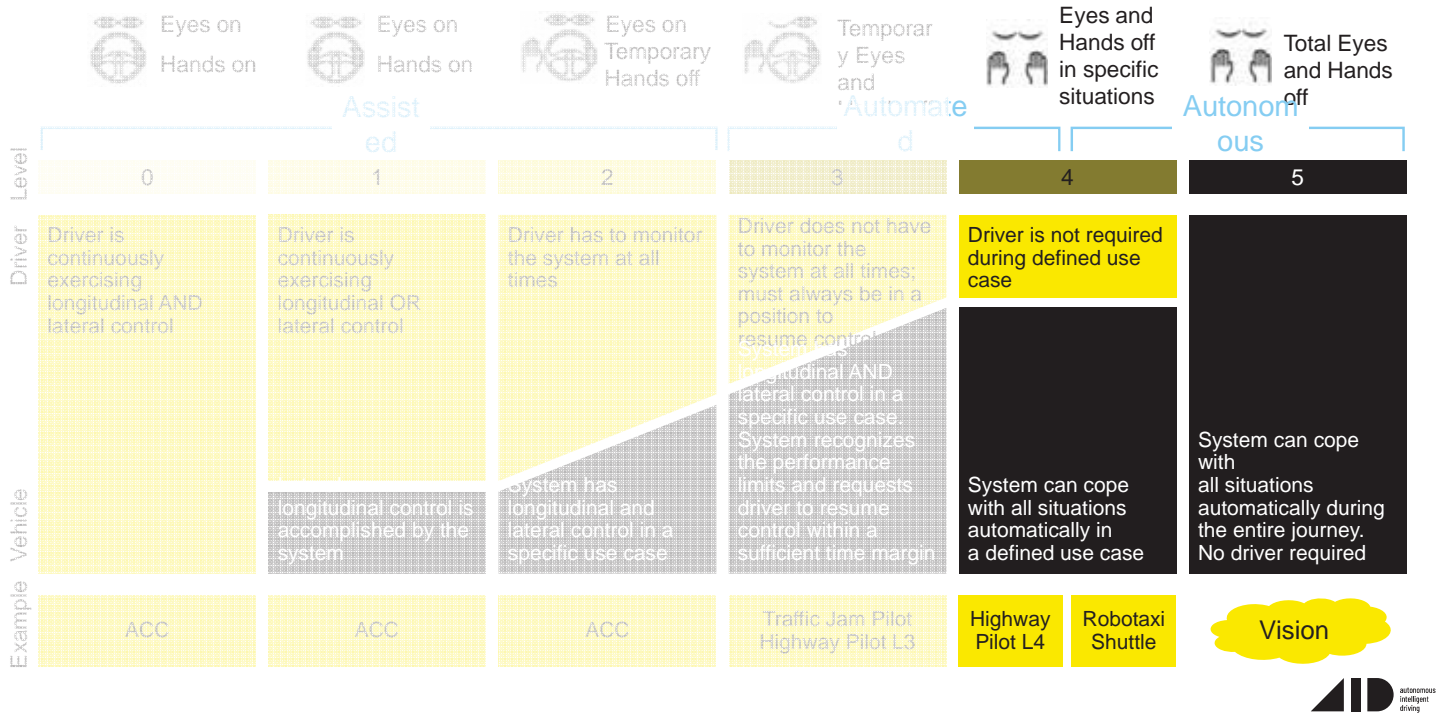 Eyes on
Hands on
Eyes on
Hands on
Eyes on
Temporary
Hands off
Temporar
y Eyes
and
Eyes and
Hands off
in specific
situations
Total Eyes
and Hands
off
Assist
ed
Automate
d
Autonom
ous
Level
0
1
2
3
4
5
Driver
Driver is
continuously
exercising
longitudinal AND
lateral control
Driver is
continuously
exercising
longitudinal OR
lateral control
Driver has to monitor
the system at all
times
Driver does not have
to monitor the
system at all times;
must always be in a
position to
resume control
Driver is not required
during defined use
case
Vehicle
longitudinal control is
accomplished by the
system
System has
longitudinal and
lateral control in a
specific use case
System has
longitudinal AND
lateral control in a
specific use case.
System recognizes
the performance
limits and requests
driver to resume
control within a
sufficient time margin
System can cope
with all situations
automatically in
a defined use case
System can cope
with
all situations
automatically during
the entire journey.
No driver required
Example
ACC
ACC
ACC
Traffic Jam Pilot
Highway Pilot L3
Highway
Pilot L4
Robotaxi
Shuttle
Vision
AID
autonomous
intelligent
driving